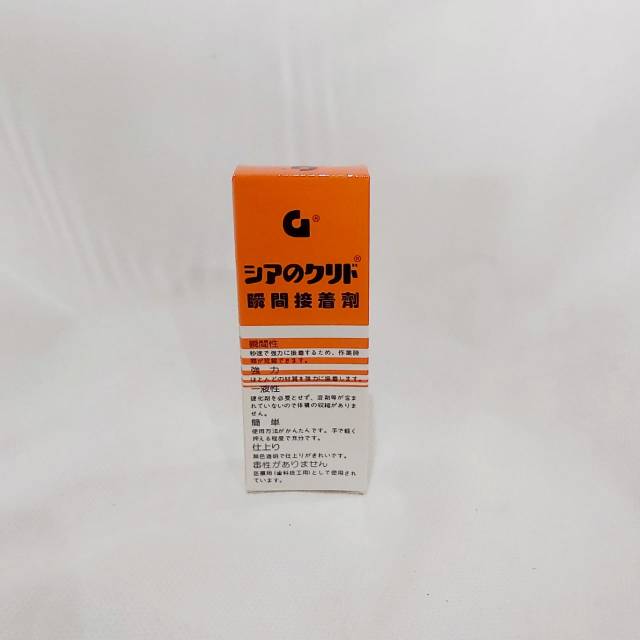 G®
シアのクリド®
瞬間接着剤
瞬間性
秒速で強力に接着するため、作業時
間が短縮できます。
強 力
ほとんどの材質を強力に接着します。
一液性
硬化剤を必要とせず、溶剤等が含ま
れていないので体積の収縮がありま
せん。
簡 単
使用方法がかんたんです。手で軽く
押える程度で充分です。
仕上り
無色透明で仕上りがきれいです。
毒性がありません
医療用(歯科技工用)として使用され
ています。